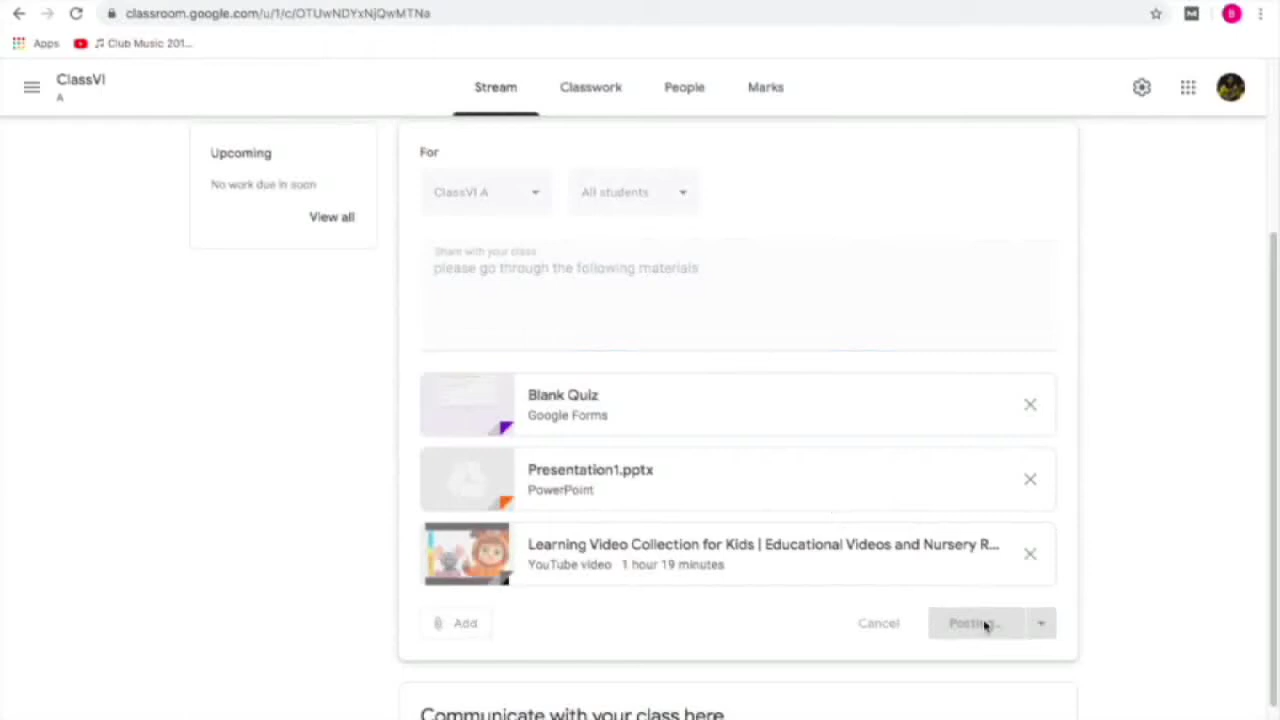 classroom.google.com/u/1/c/OTUwNDYxNjQwMTNa
B
Apps
Club Music 201...
ClassVI
A
Stream
Classwork
People
Marks
Upcoming
No work due in soon
View all
For
ClassVI A
All students
Share with your class
please go through the following materials
Blank Quiz
Google Forms
Presentation1.pptx
PowerPoint
Learning Video Collection for Kids | Educational Videos and Nursery R...
YouTube video 1 hour 19 minutes
Add
Cancel
Posting...
Communicate with your class here